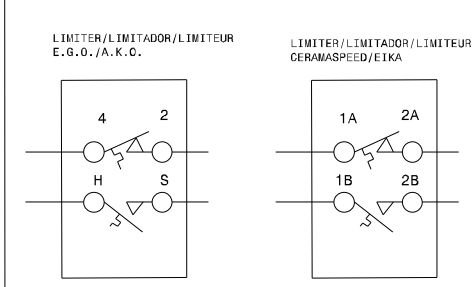 LIMITER/LIMITADOR/LIMITEUR
E.G.O./A.K.O.
4 2
H S
LIMITER/LIMITADOR/LIMITEUR
CERAMASPEED/EIKA
1A 2A
1B 2B